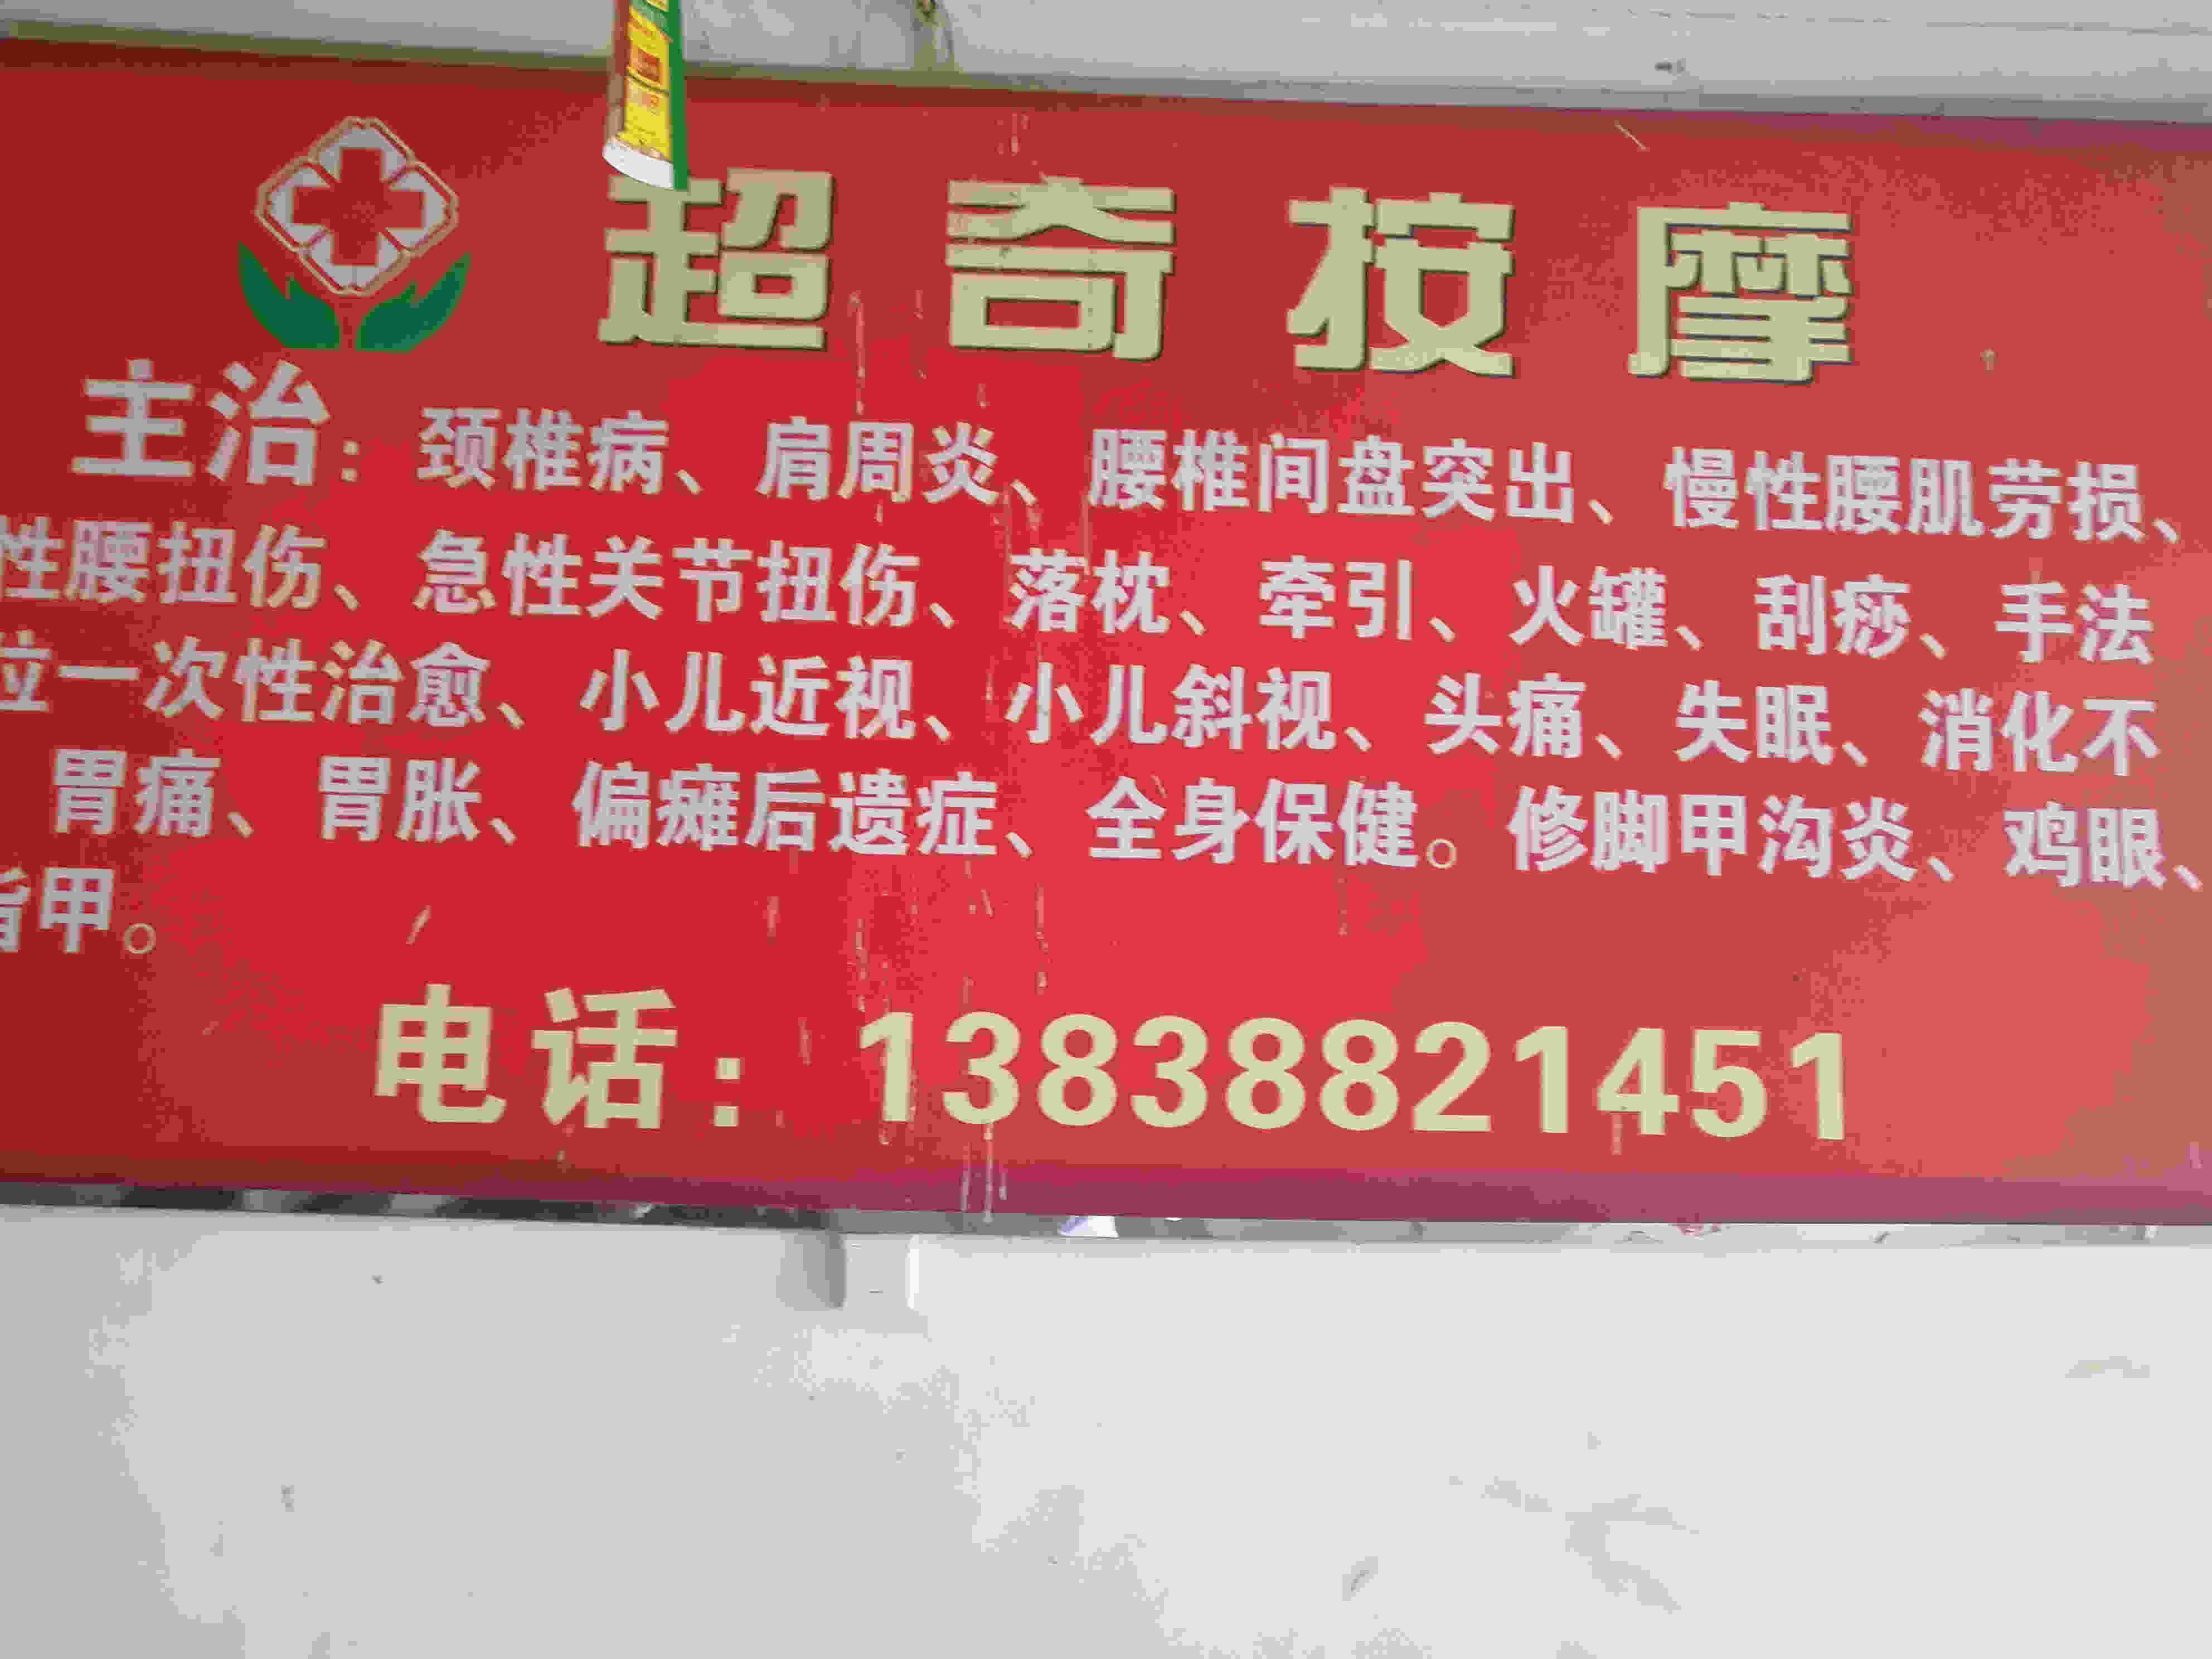 超奇按摩
主治：颈椎病、肩周炎、腰椎间盘突出、慢性腰肌劳损、
性腰扭伤、急性关节扭伤、落枕、牵引、火罐、刮痧、手法
位一次性治愈、小儿近视、小儿斜视、头痛、失眠、消化不
胃痛、胃胀、偏瘫后遗症、全身保健。修脚甲沟炎、鸡眼、
甲。
电话：13838821451